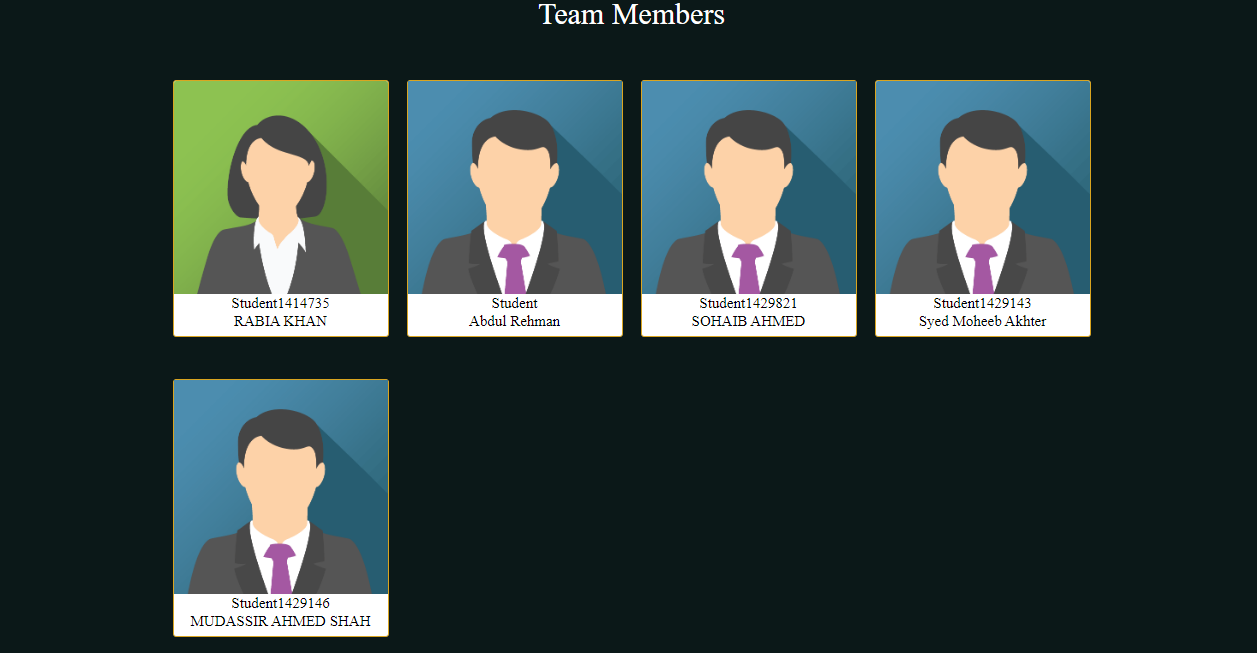 Team Members
Student1414735
RABIA KHAN
Student
Abdul Rehman
Student1429821
SOHAIB AHMED
Student1429143
Syed Moheeb Akhter
Student1429146
MUDASSIR AHMED SHAH